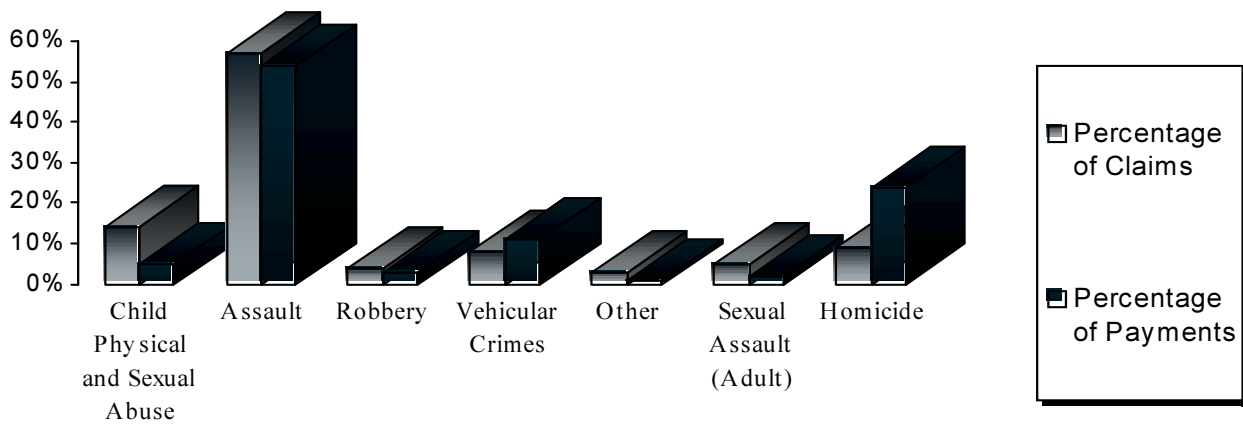 60%
50%
40%
30%
20%
10%
0%
Child
Physical
and Sexual
Abuse
Assault
Robbery
Vehicular
Crimes
Other
Sexual
Assault
(Adult)
Homicide
Percentage
of Claims
Percentage
of Payments